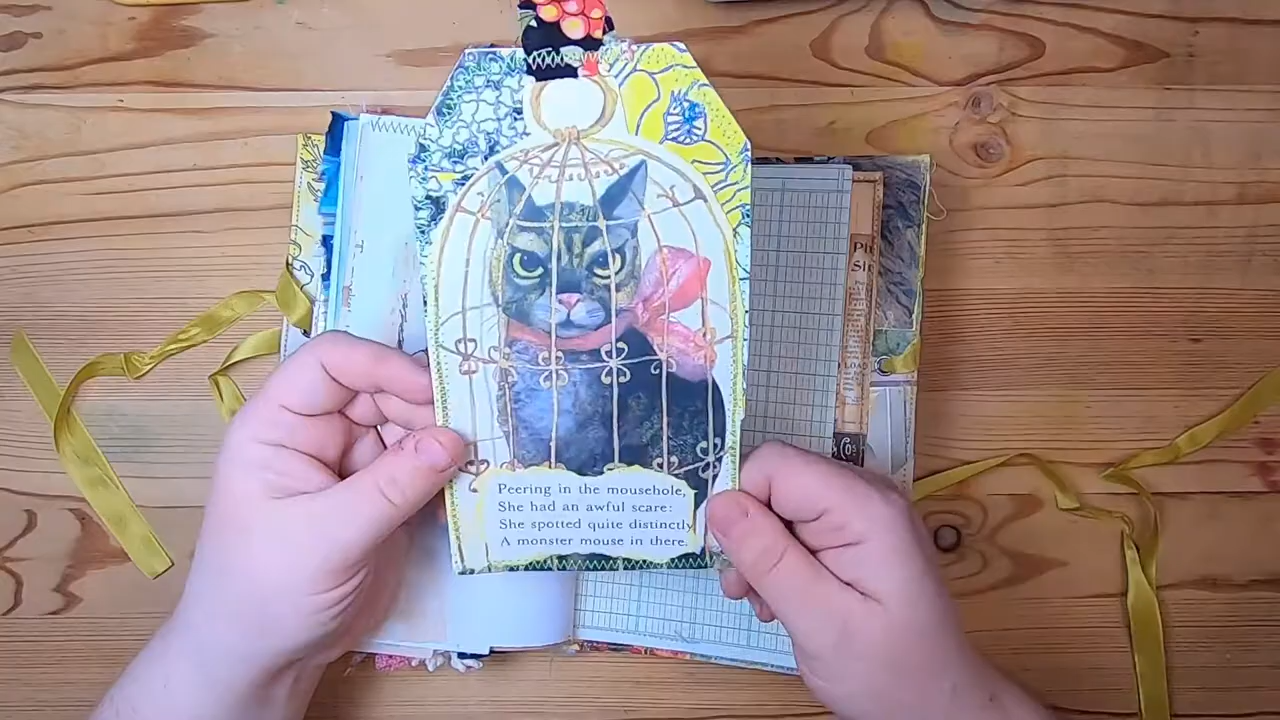 Peering in the mousehole,
She had an awful scare:
She spotted quite distinctly
A monster mouse in there.